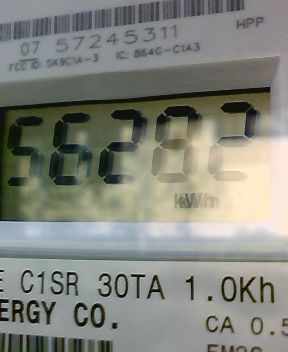 HPP
07 57245311
FCC ID: SK9C1A-3 IC: 864G-C1A3
56282
kWh
E C1SR 30TA 1.0Kh
ERGY CO.
CA 0.5